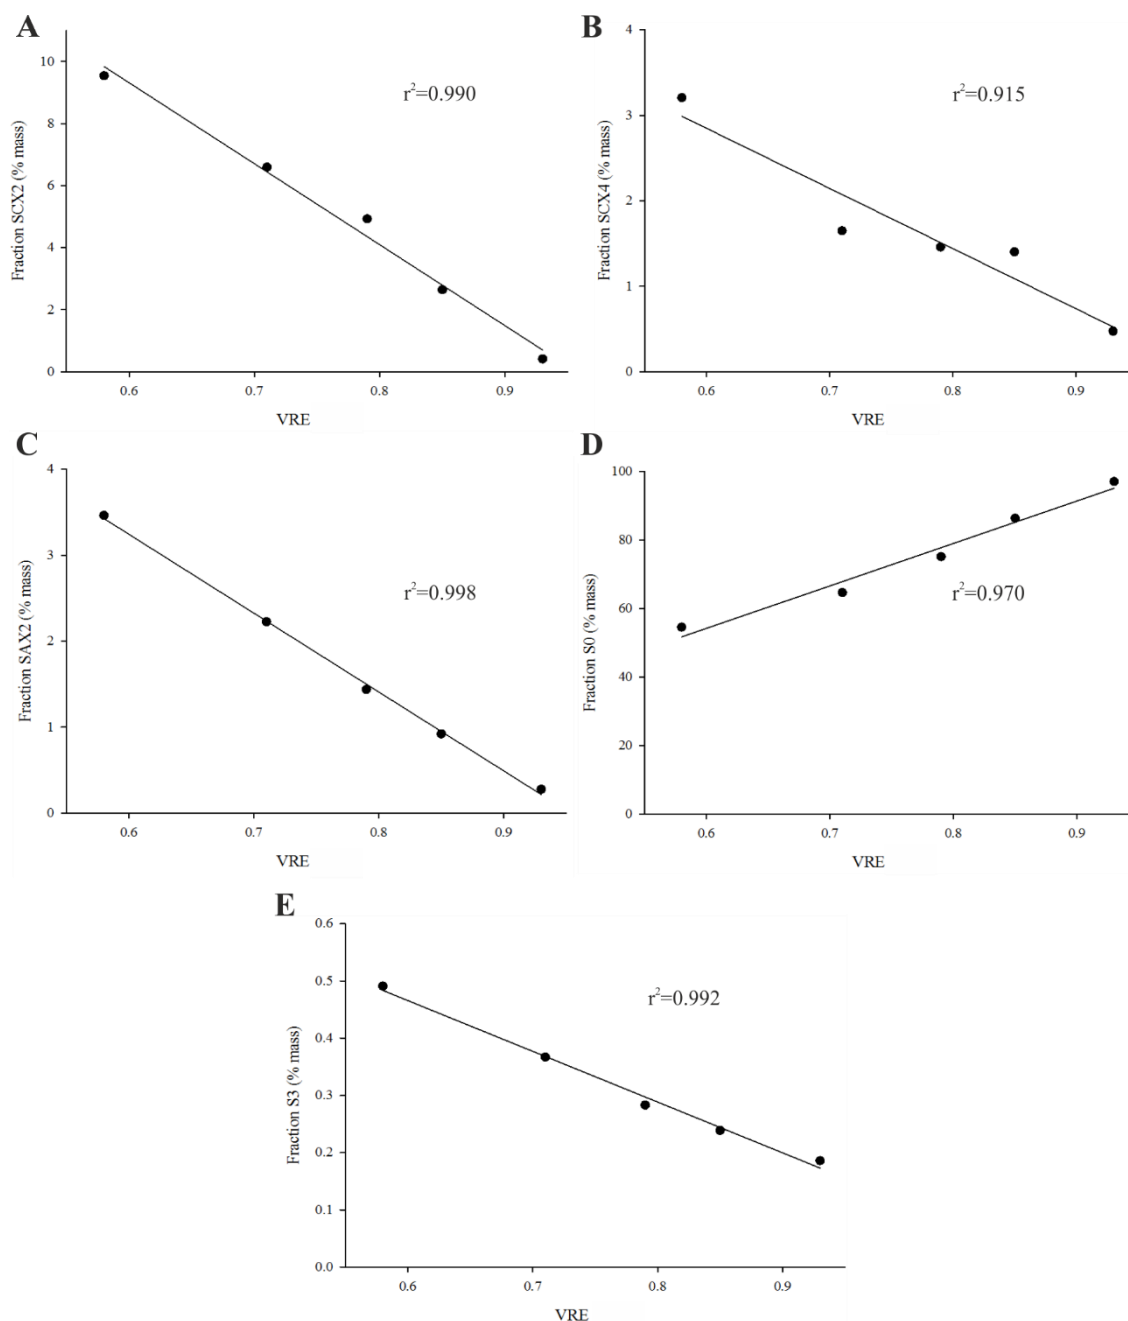 A
r²=0.990
Fraction SCX2 (% mass)
10
8
6
4
2
0
0.6 0.7 0.8 0.9
VRE
B
r²=0.915
Fraction SCX4 (% mass)
4
3
2
1
0
0.6 0.7 0.8 0.9
VRE
C
r²=0.998
Fraction SAX2 (% mass)
4
3
2
1
0
0.6 0.7 0.8 0.9
VRE
D
r²=0.970
Fraction S0 (% mass)
100
80
60
40
20
0
0.6 0.7 0.8 0.9
VRE
E
r²=0.992
Fraction S3 (% mass)
0.6
0.5
0.4
0.3
0.2
0.1
0.0
0.6 0.7 0.8 0.9
VRE